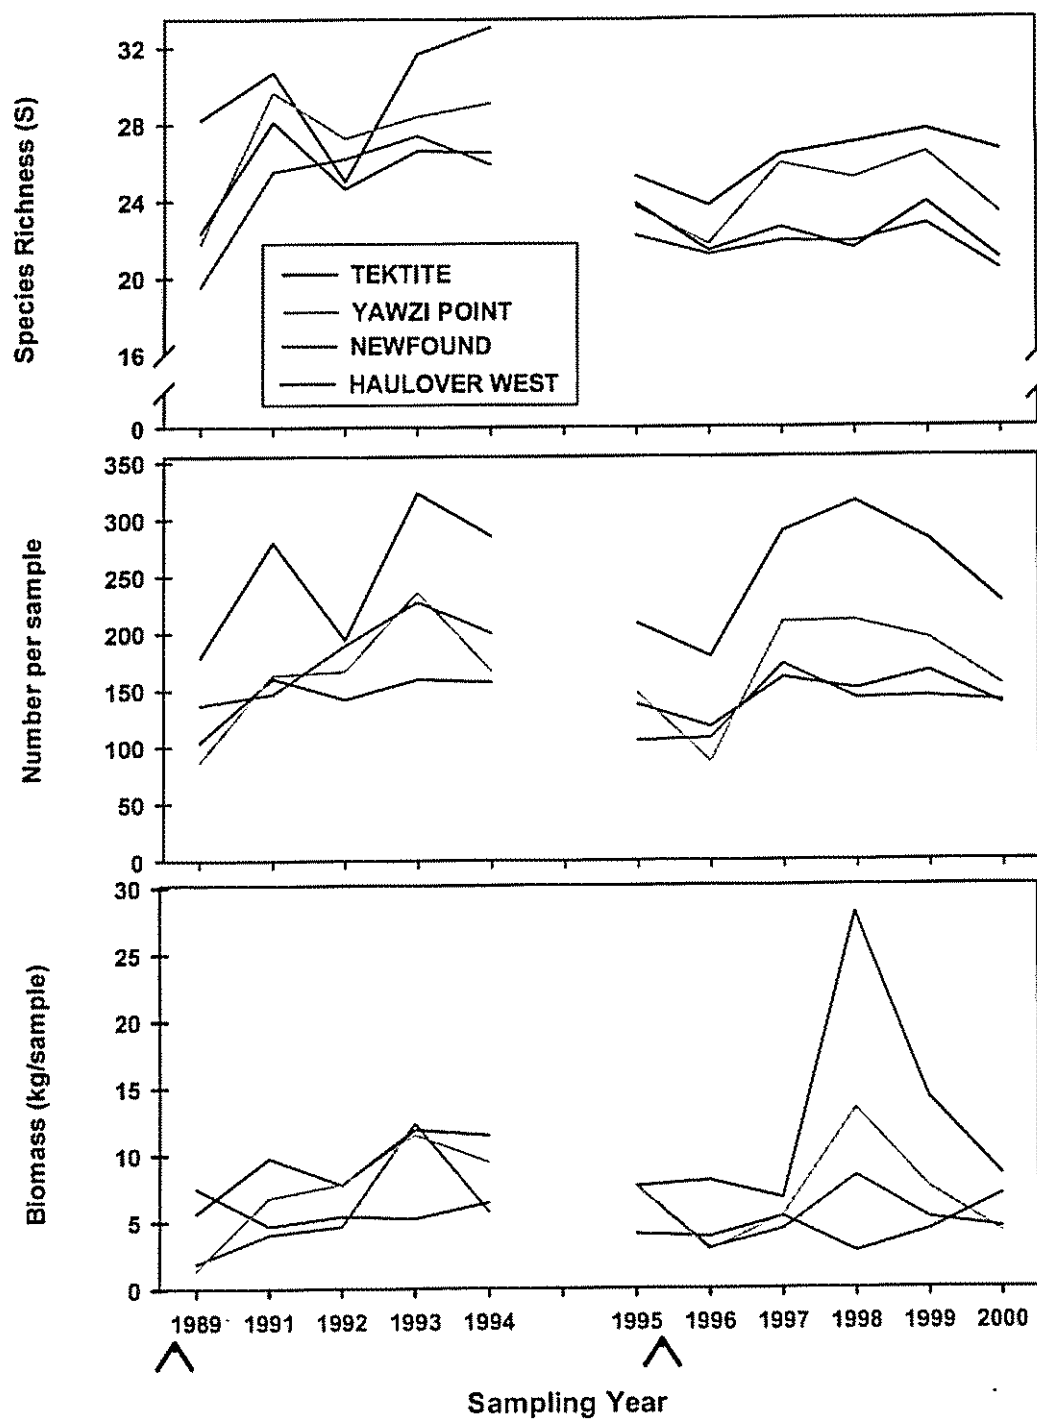 Species Richness (S)
32
28
24
20
16
0
TEKTITE
YAWZI POINT
NEWFOUND
HAULOVER WEST
Number per sample
350
300
250
200
150
100
50
0
Biomass (kg/sample)
30
25
20
15
10
5
0
1989 1991 1992 1993 1994 1995 1996 1997 1998 1999 2000
Sampling Year